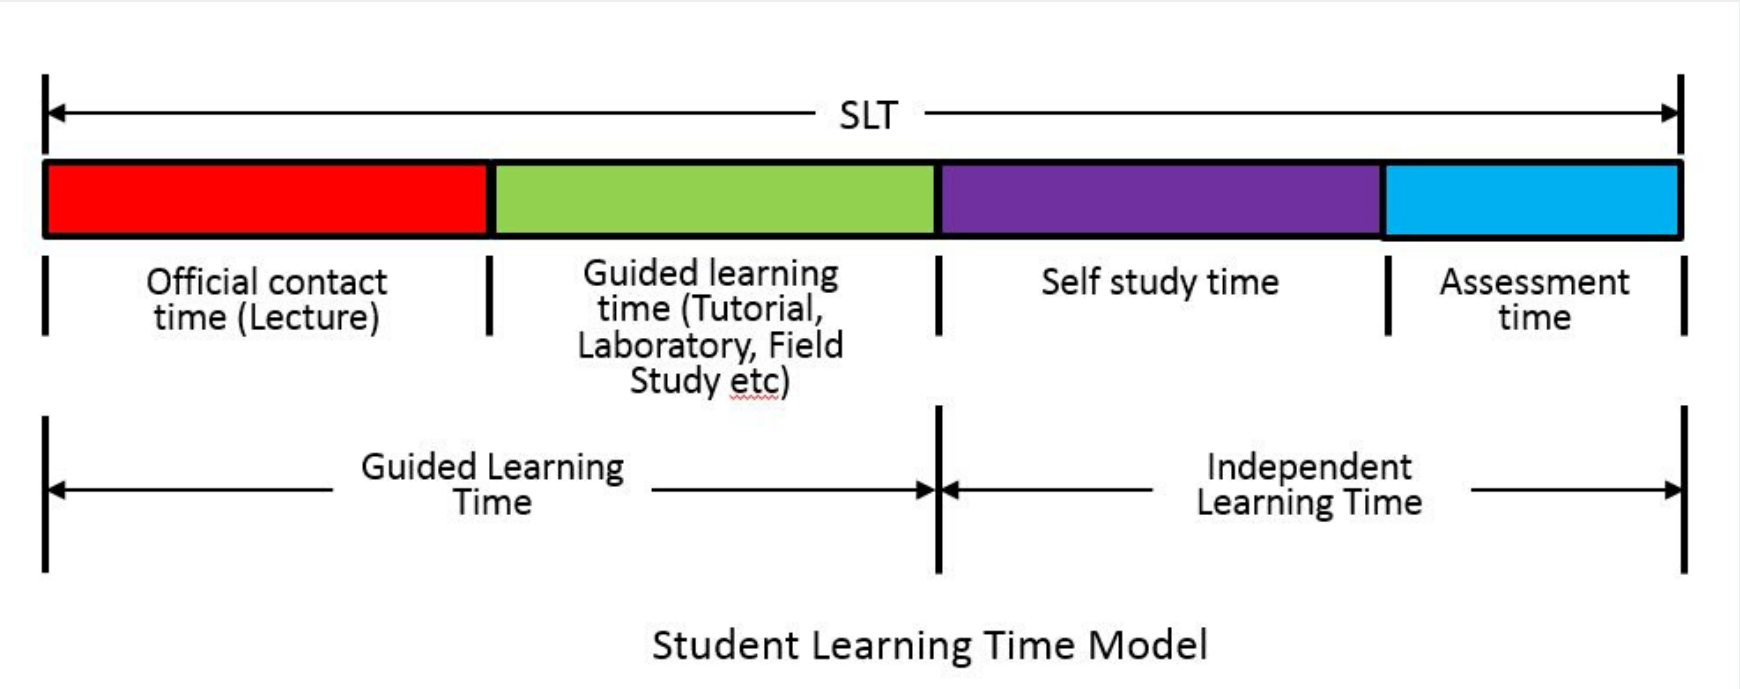 SLT
Official contact
time (Lecture)
Guided learning
time (Tutorial,
Laboratory, Field
Study etc)
Self study time
Assessment
time
Guided Learning
Time
Independent
Learning Time
Student Learning Time Model